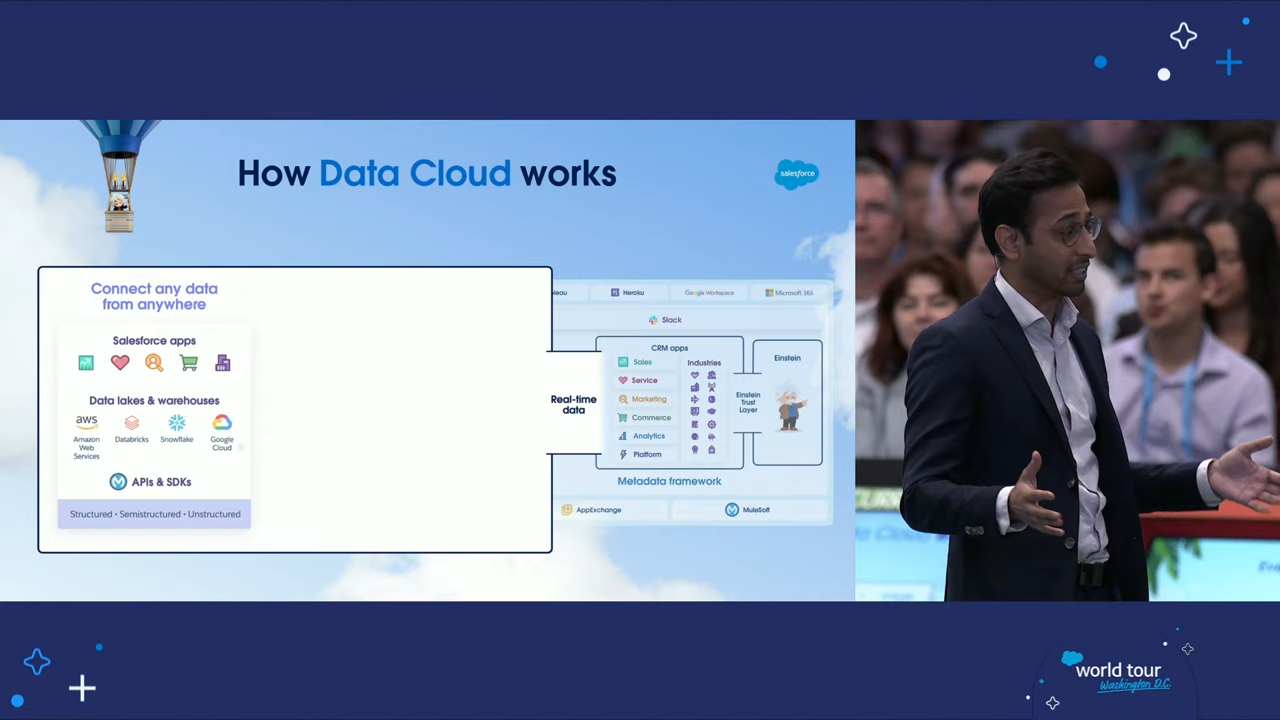 How Data Cloud works
salesforce
Connect any data
from anywhere
Salesforce apps
Data lakes & warehouses
aws
Amazon
Web
Services
Databricks
Snowflake
Google
Cloud
APIs & SDKs
Structured • Semistructured • Unstructured
Real-time
data
Heroku
Google Workspace
Microsoft 365
Slack
CRM apps
Sales
Service
Marketing
Commerce
Analytics
Platform
Industries
Einstein
Trust
Layer
Einstein
Metadata framework
AppExchange
MuleSoft
world tour
Washington D.C.